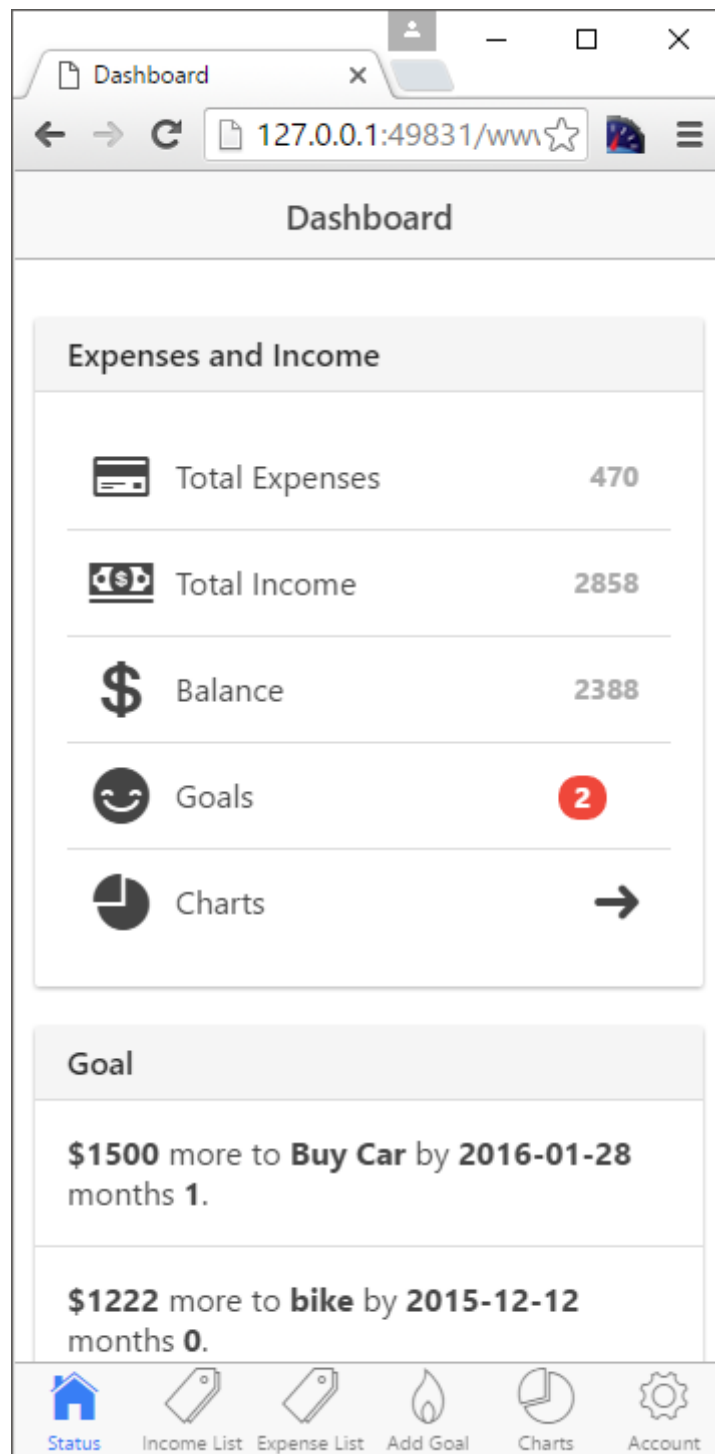 Dashboard
127.0.0.1:49831/ww
Dashboard
Expenses and Income
Total Expenses 470
Total Income 2858
Balance 2388
Goals 2
Charts
Goal
$1500 more to Buy Car by 2016-01-28
months 1.
$1222 more to bike by 2015-12-12
months 0.
Status Income List Expense List Add Goal Charts Account